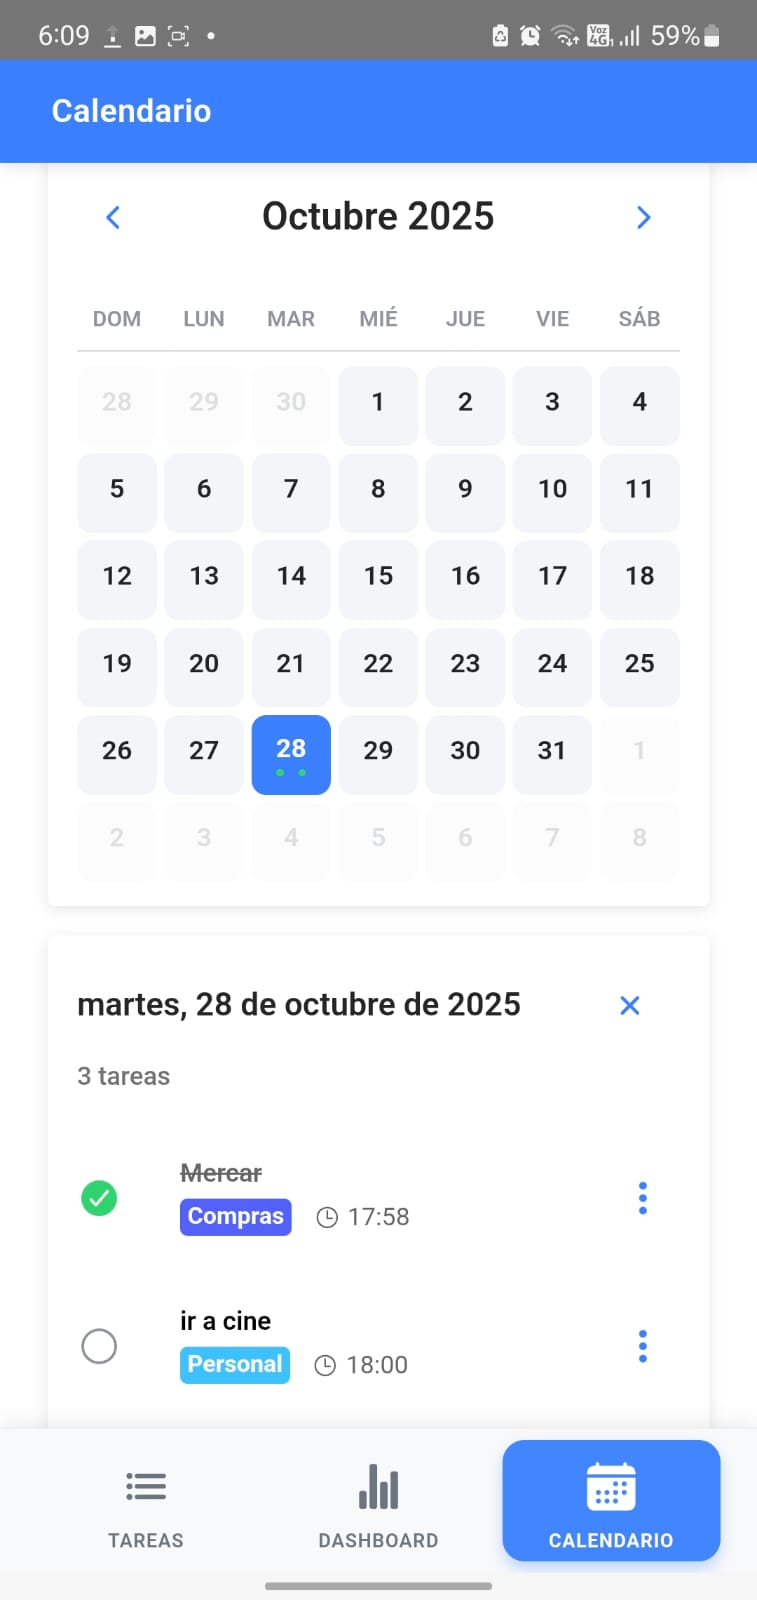 6:09 Voz 4G 59%
Calendario
Octubre 2025
DOM LUN MAR MIÉ JUE VIE SÁB
28 29 30 1 2 3 4
5 6 7 8 9 10 11
12 13 14 15 16 17 18
19 20 21 22 23 24 25
26 27 28 29 30 31 1
2 3 4 5 6 7 8
martes, 28 de octubre de 2025
3 tareas
Mercar
Compras 17:58
ir a cine
Personal 18:00
TAREAS DASHBOARD CALENDARIO